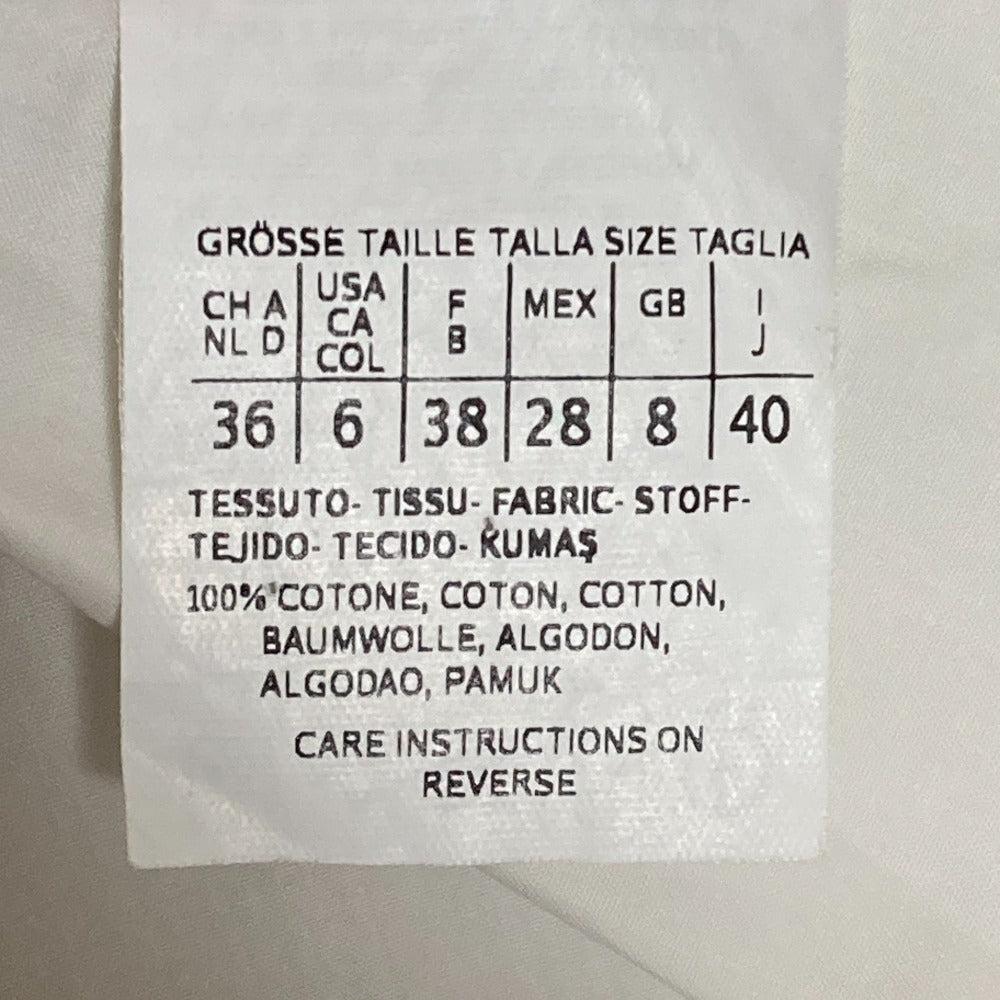 GRÖSSE TAILLE TALLA SIZE TAGLIA
CH A NL D | USA CA COL | F B | MEX | GB | I J
36 | 6 | 38 | 28 | 8 | 40
TESSUTO- TISSU- FABRIC- STOFF-
TEJIDO- TECIDO- KUMAŞ
100% COTONE, COTON, COTTON,
BAUMWOLLE, ALGODON,
ALGODAO, PAMUK
CARE INSTRUCTIONS ON
REVERSE